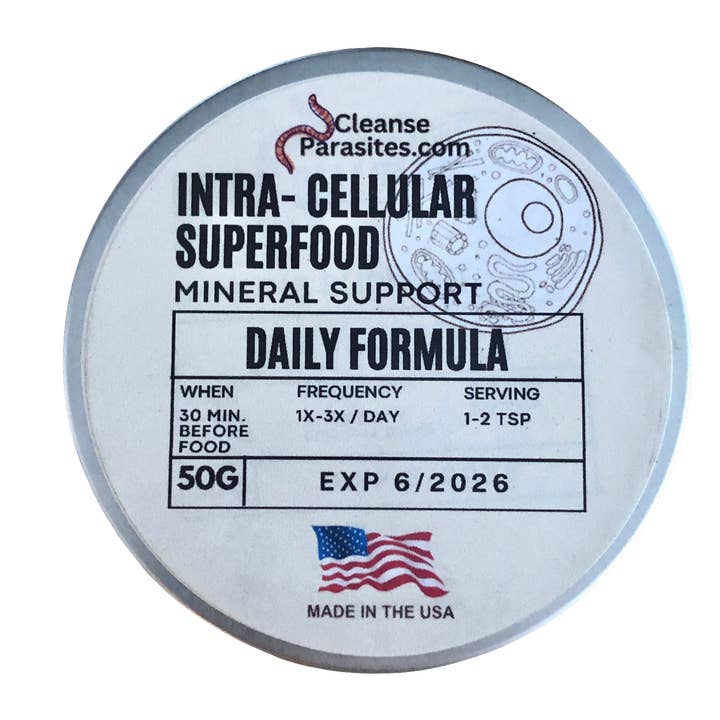 Cleanse
Parasites.com
INTRA- CELLULAR
SUPERFOOD
MINERAL SUPPORT
DAILY FORMULA
WHEN FREQUENCY SERVING
30 MIN. 1X-3X / DAY 1-2 TSP
BEFORE
FOOD
50G EXP 6/2026
MADE IN THE USA